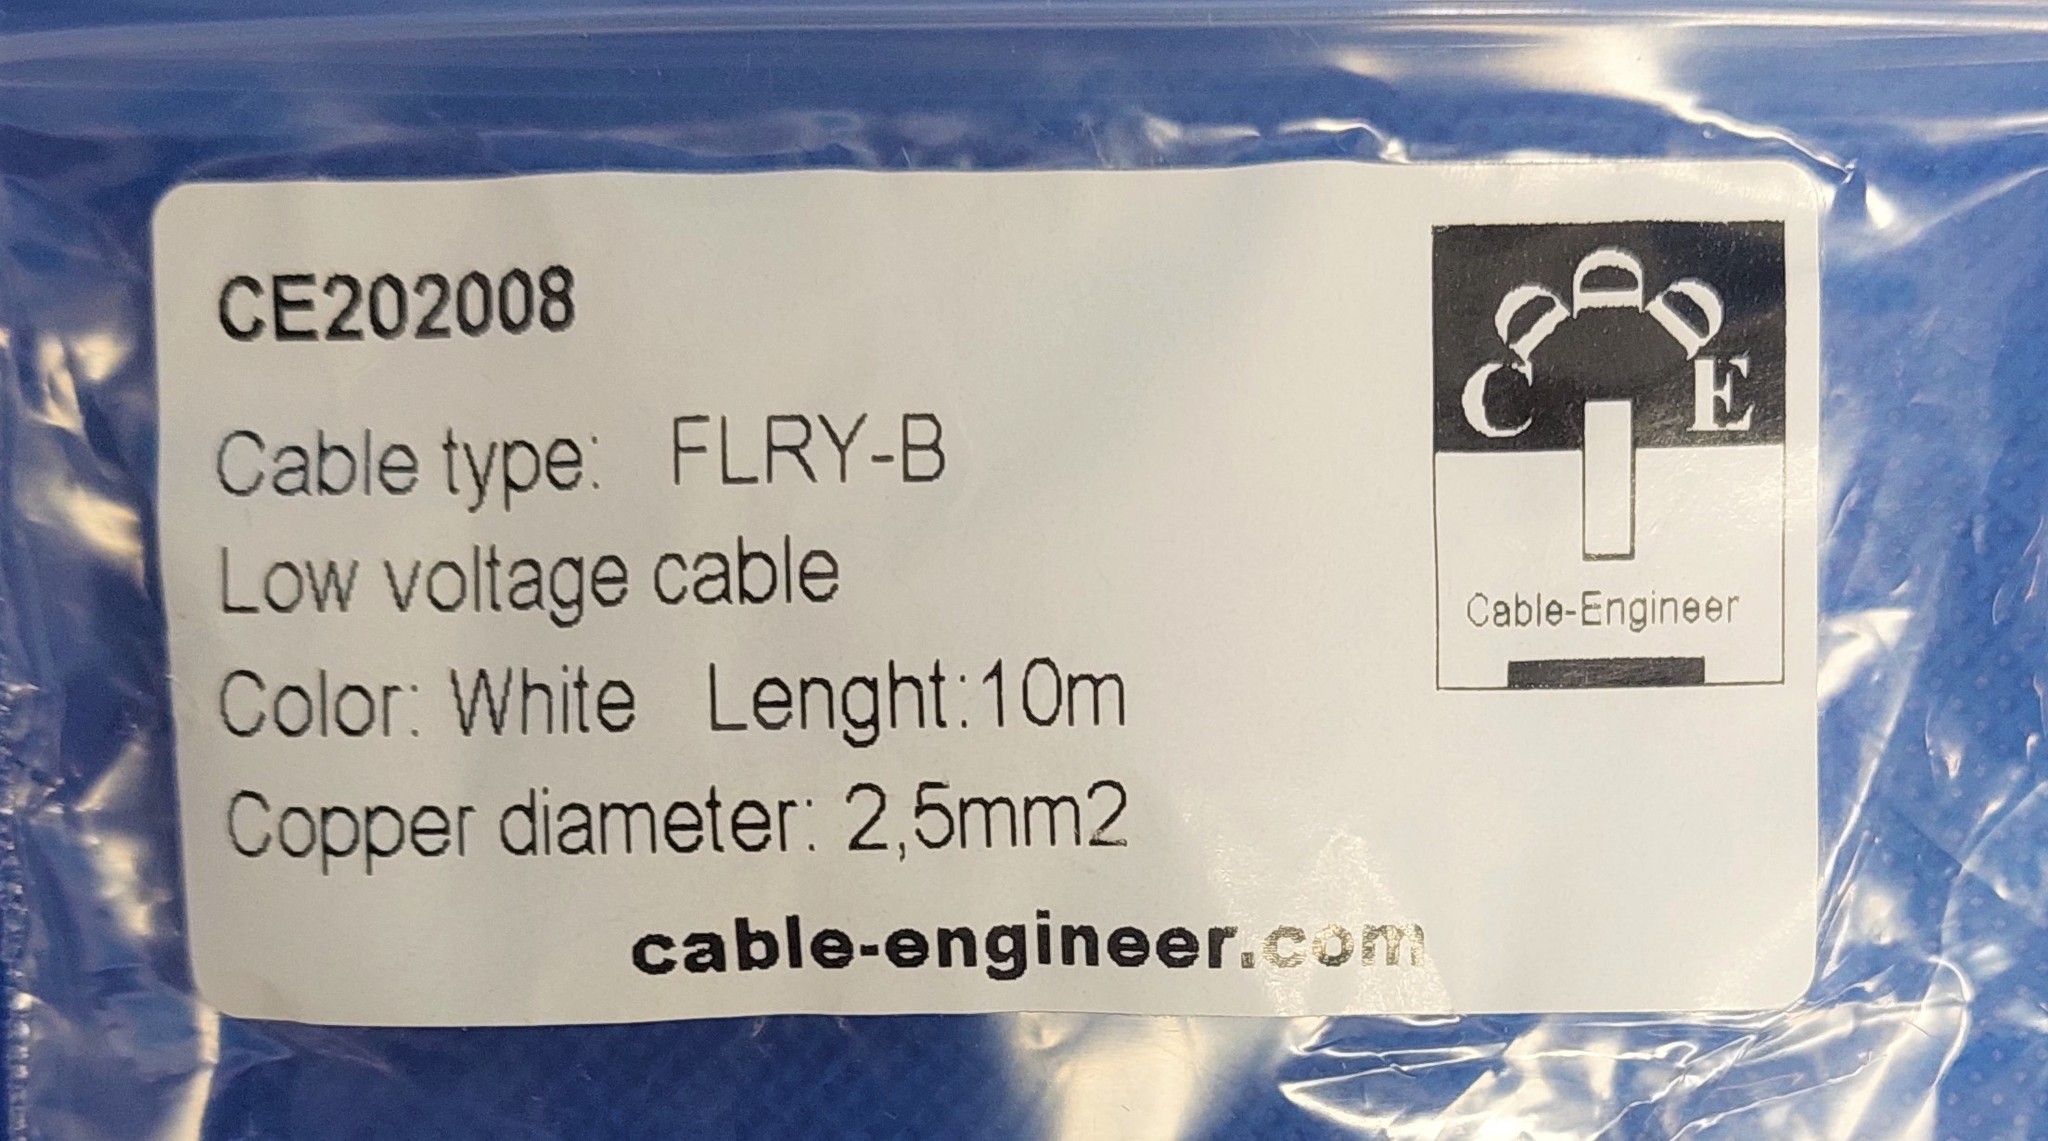 CE202008
Cable type: FLRY-B
Low voltage cable
Color: White Lenght:10m
Copper diameter: 2,5mm2
cable-engineer.com
C E
Cable-Engineer